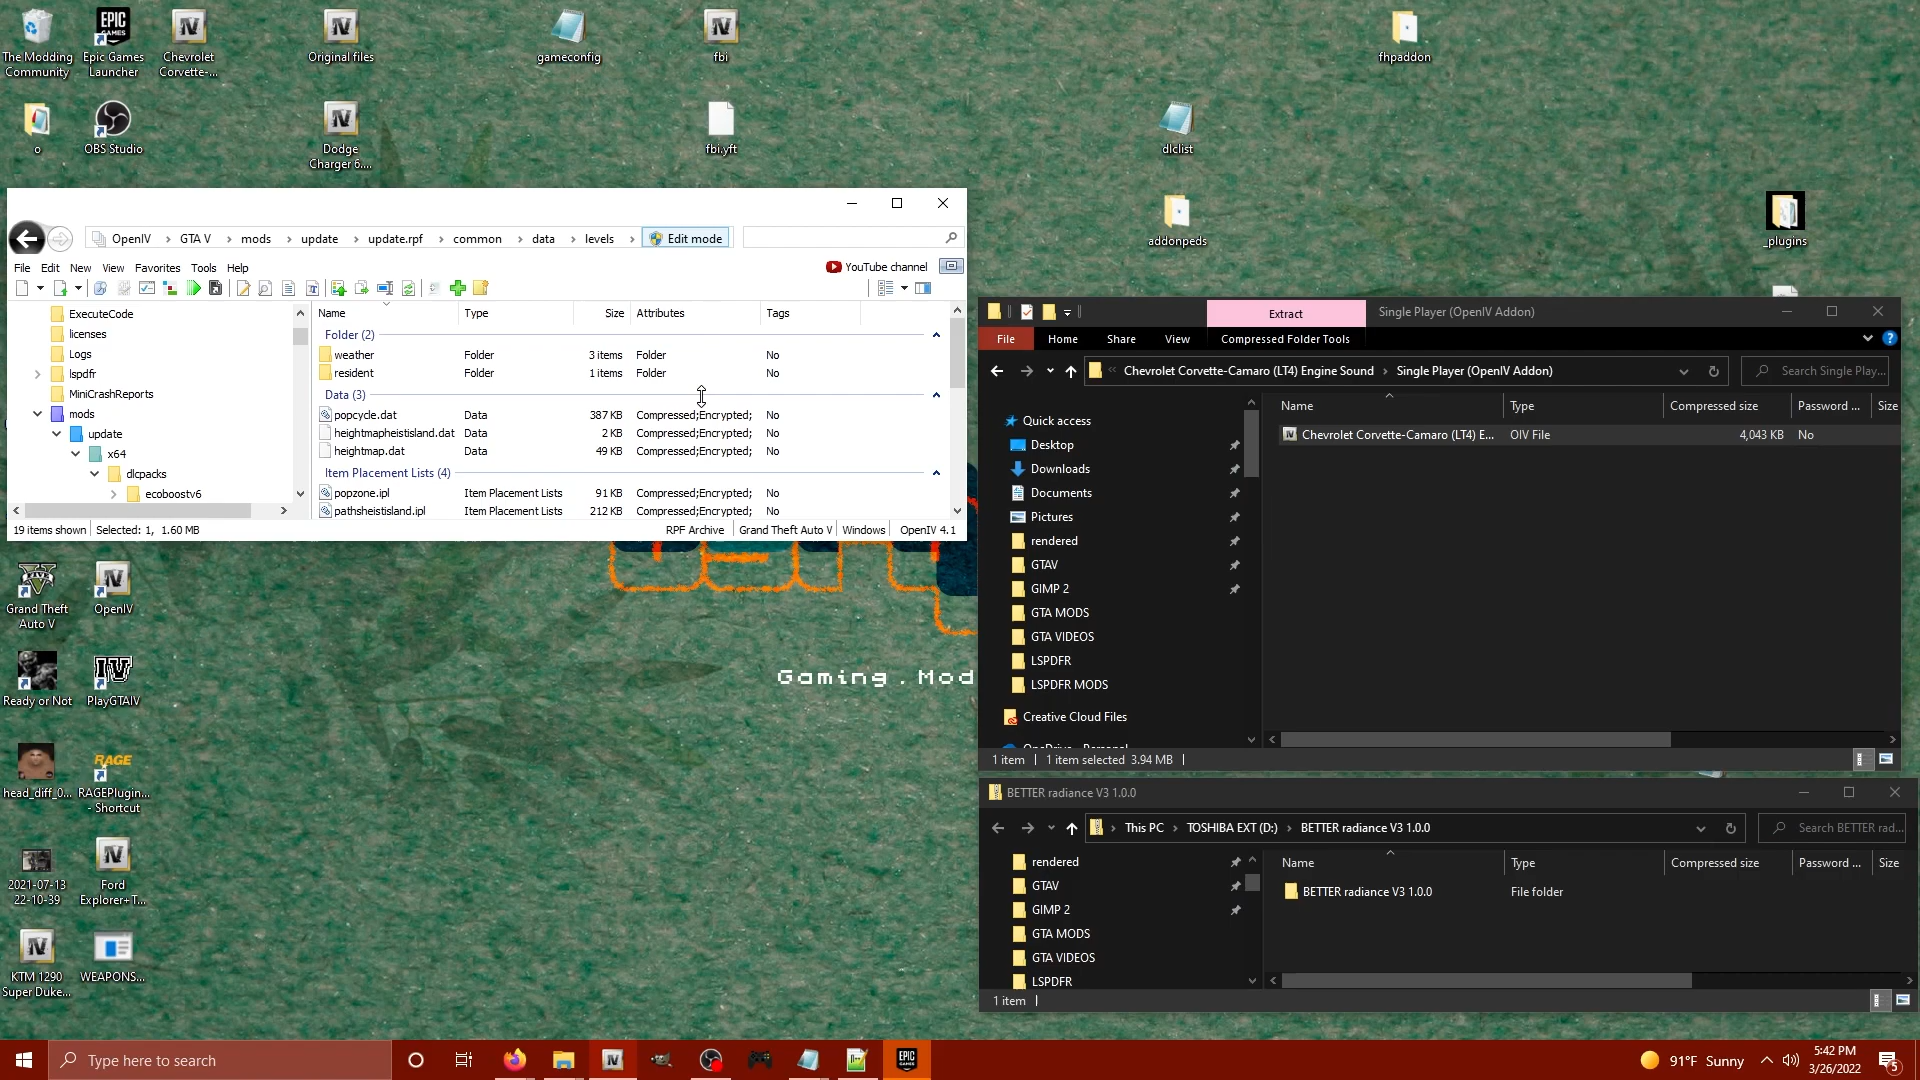 The Modding
Community
Epic Games
Launcher
Chevrolet
Corvette-...
Original files
gameconfig
fbi
fhpaddon
o
OBS Studio
Dodge
Charger 6....
fbi.yft
dlclist
addonpeds
_plugins
OpenIV
GTA V
mods
update
update.rpf
common
data
levels
Edit mode
File
Edit
New
View
Favorites
Tools
Help
YouTube channel
ExecuteCode
licenses
Logs
lspdfr
MiniCrashReports
mods
update
x64
dlcpacks
ecoboostv6
Name Type Size Attributes Tags
Folder (2)
weather Folder 3 items Folder No
resident Folder 1 items Folder No
Data (3)
popcycle.dat Data 387 KB Compressed;Encrypted; No
heightmapheistisland.dat Data 2 KB Compressed;Encrypted; No
heightmap.dat Data 49 KB Compressed;Encrypted; No
Item Placement Lists (4)
popzone.ipl Item Placement Lists 91 KB Compressed;Encrypted; No
pathsheistisland.ipl Item Placement Lists 212 KB Compressed;Encrypted; No
19 items shown Selected: 1, 1.60 MB RPF Archive Grand Theft Auto V Windows OpenIV 4.1
Extract
Single Player (OpenIV Addon)
File Home Share View Compressed Folder Tools
Chevrolet Corvette-Camaro (LT4) Engine Sound Single Player (OpenIV Addon)
Search Single Play...
Quick access
Desktop
Downloads
Documents
Pictures
rendered
GTAV
GIMP 2
GTA MODS
GTA VIDEOS
LSPDFR
LSPDFR MODS
Creative Cloud Files
OneDrive - Personal
Name Type Compressed size Password ... Size
Chevrolet Corvette-Camaro (LT4) E... OIV File 4,043 KB No
1 item 1 item selected 3.94 MB
BETTER radiance V3 1.0.0
This PC TOSHIBA EXT (D:) BETTER radiance V3 1.0.0
Search BETTER rad...
rendered
GTAV
GIMP 2
GTA MODS
GTA VIDEOS
LSPDFR
Name Type Compressed size Password ... Size
BETTER radiance V3 1.0.0 File folder
1 item
Gaming.Mod
Grand Theft
Auto V
OpenIV
Ready or Not
IV
PlayGTAIV
head_diff_0...
RAGE
RAGEPlugin...
- Shortcut
2021-07-13
22-10-39
Ford
Explorer+T...
KTM 1290
Super Duke...
WEAPONS...
Type here to search
EPIC
GAMES
91°F Sunny
5:42 PM
3/26/2022
5